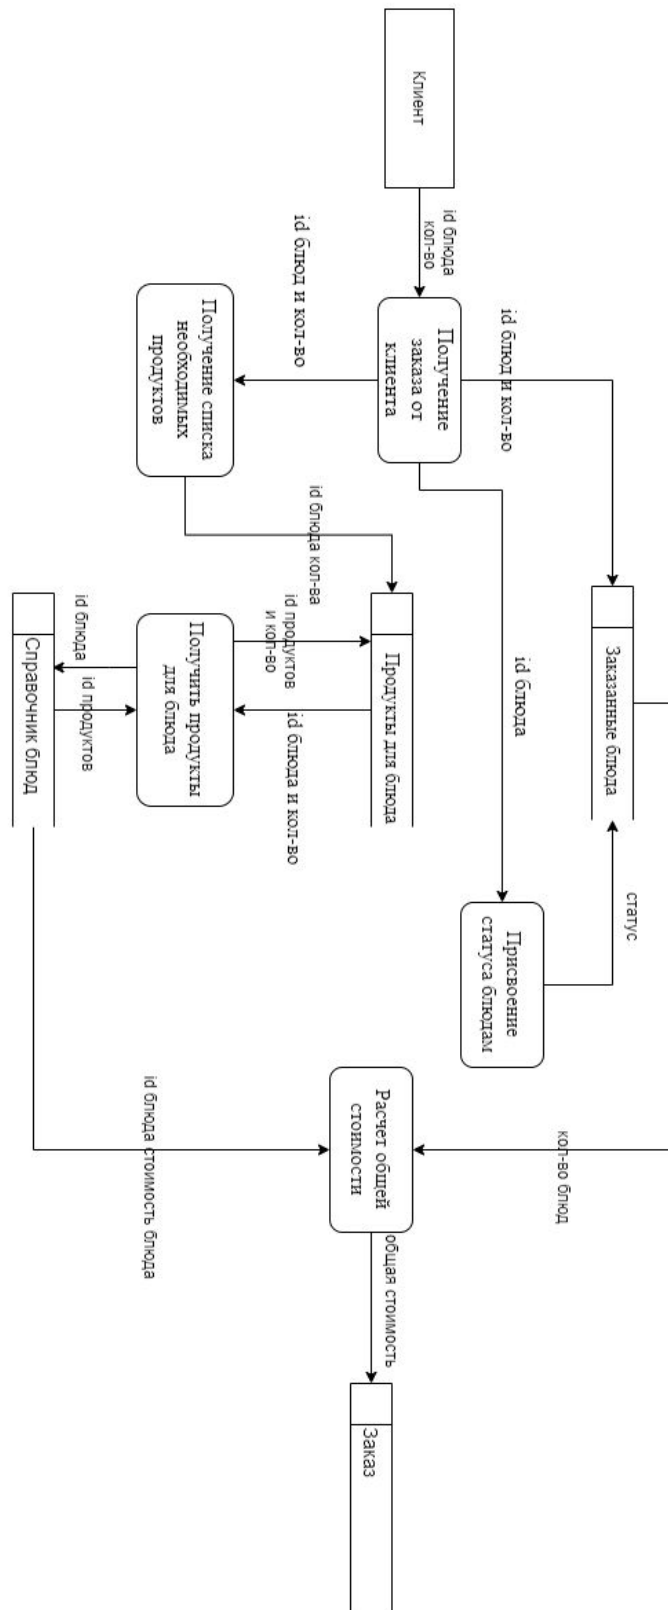 Клиент
id блюда
кол-во
id блюд и кол-во
id блюд и кол-во
Получение
заказа от
клиента
Получение списка
необходимых
продуктов
id блюда кол-ва
id блюда
Заказанные блюда
Продукты для блюда
id продуктов
и кол-во
id блюда и кол-во
Получить продукты
для блюда
id блюда
id продуктов
Справочник блюд
статус
Присвоение
статуса блюдам
кол-во блюд
Расчет общей
стоимости
id блюда стоимость блюда
общая стоимость
Заказ